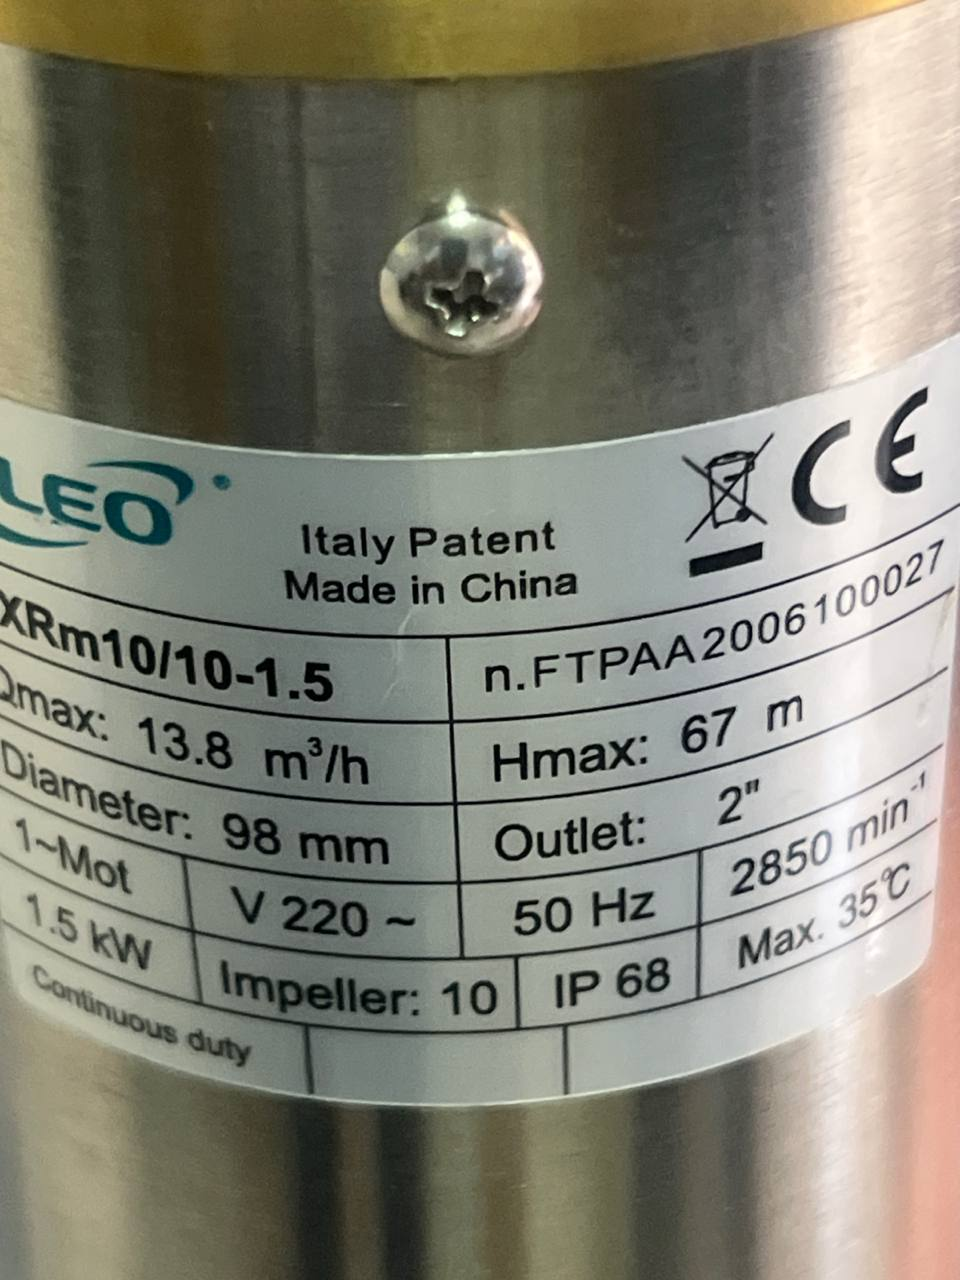 LEO
Italy Patent
Made in China
CE
XRm10/10-1.5 n.FTPAA2006100027
Qmax: 13.8 m³/h Hmax: 67 m
Diameter: 98 mm Outlet: 2"
1~Mot V 220 ~ 50 Hz 2850 min⁻¹
1.5 kW Impeller: 10 IP 68 Max. 35℃
Continuous duty